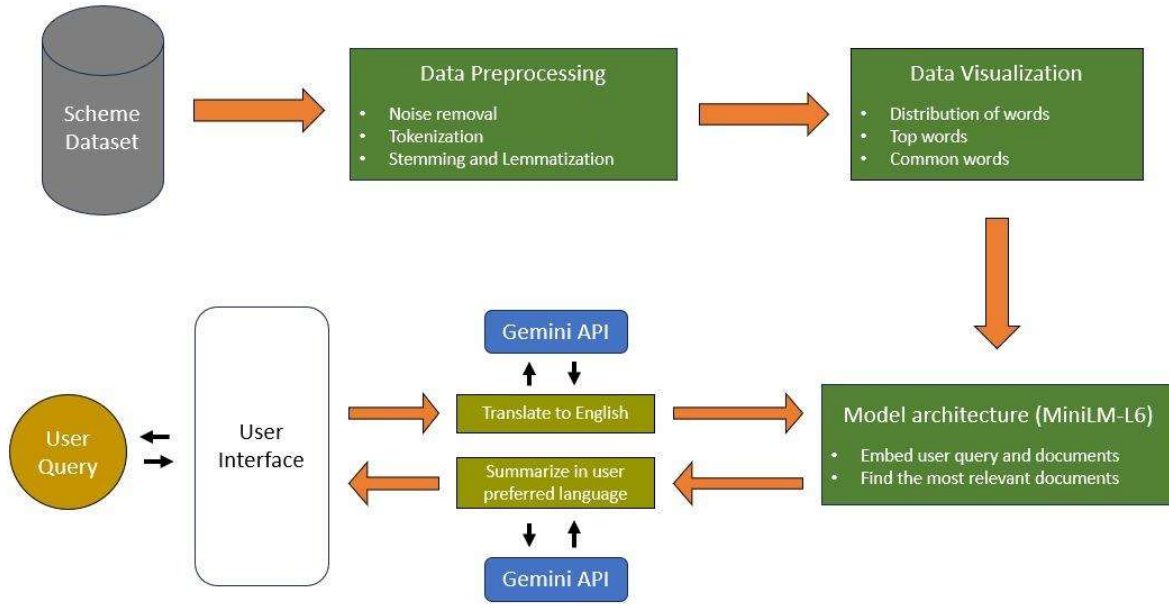 Scheme
Dataset
Data Preprocessing
• Noise removal
• Tokenization
• Stemming and Lemmatization
Data Visualization
• Distribution of words
• Top words
• Common words
User
Query
User
Interface
Gemini API
Translate to English
Summarize in user
preferred language
Gemini API
Model architecture (MiniLM-L6)
• Embed user query and documents
• Find the most relevant documents